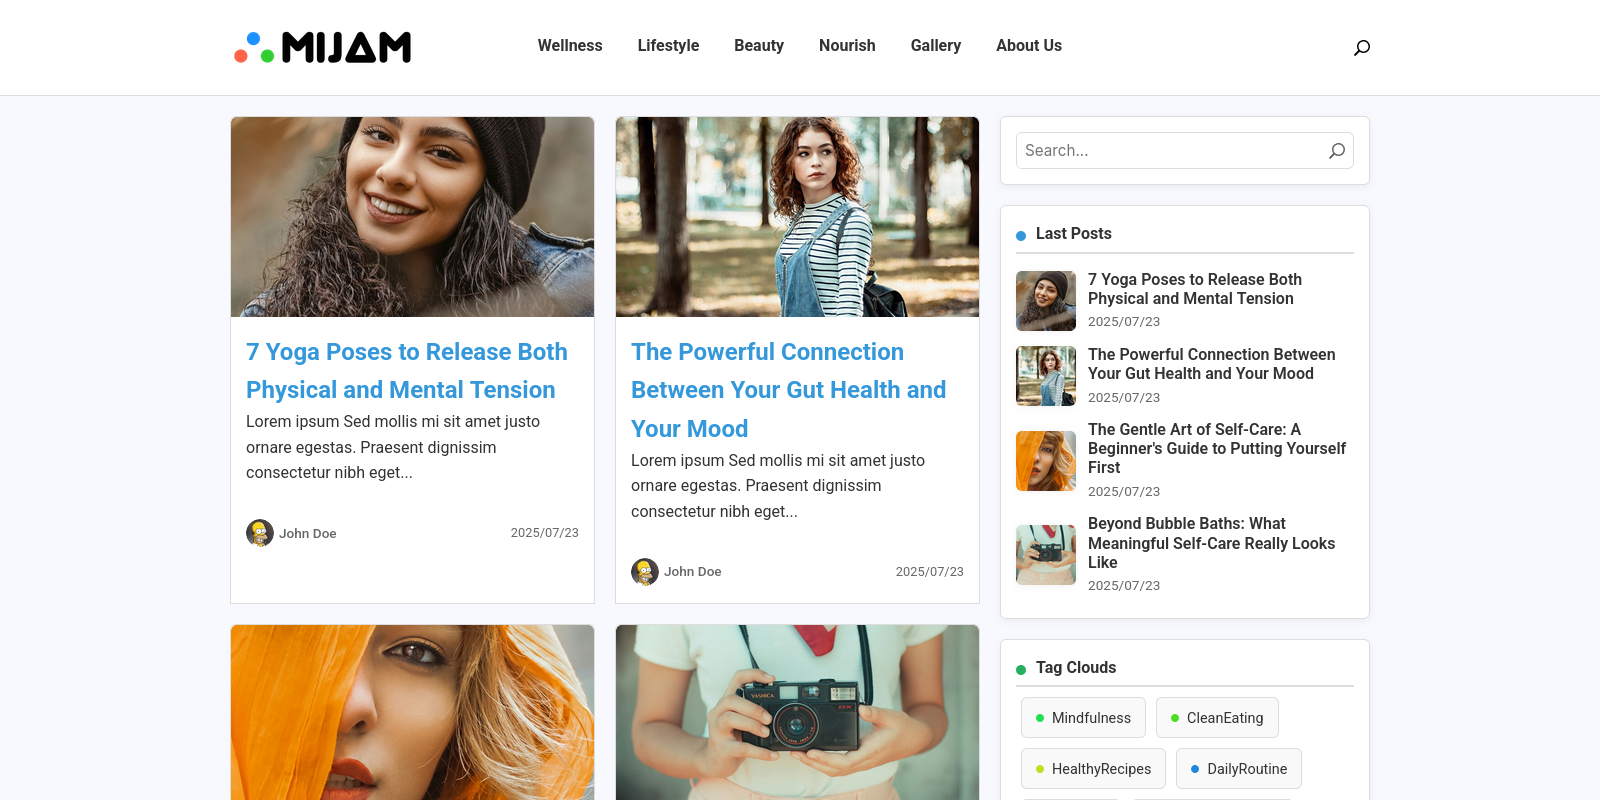 MIJAM
Wellness
Lifestyle
Beauty
Nourish
Gallery
About Us
7 Yoga Poses to Release Both
Physical and Mental Tension
Lorem ipsum Sed mollis mi sit amet justo
ornare egestas. Praesent dignissim
consectetur nibh eget...
John Doe
2025/07/23
The Powerful Connection
Between Your Gut Health and
Your Mood
Lorem ipsum Sed mollis mi sit amet justo
ornare egestas. Praesent dignissim
consectetur nibh eget...
John Doe
2025/07/23
YASHICA
Search...
Last Posts
7 Yoga Poses to Release Both
Physical and Mental Tension
2025/07/23
The Powerful Connection Between
Your Gut Health and Your Mood
2025/07/23
The Gentle Art of Self-Care: A
Beginner's Guide to Putting Yourself
First
2025/07/23
Beyond Bubble Baths: What
Meaningful Self-Care Really Looks
Like
2025/07/23
Tag Clouds
Mindfulness
CleanEating
HealthyRecipes
DailyRoutine